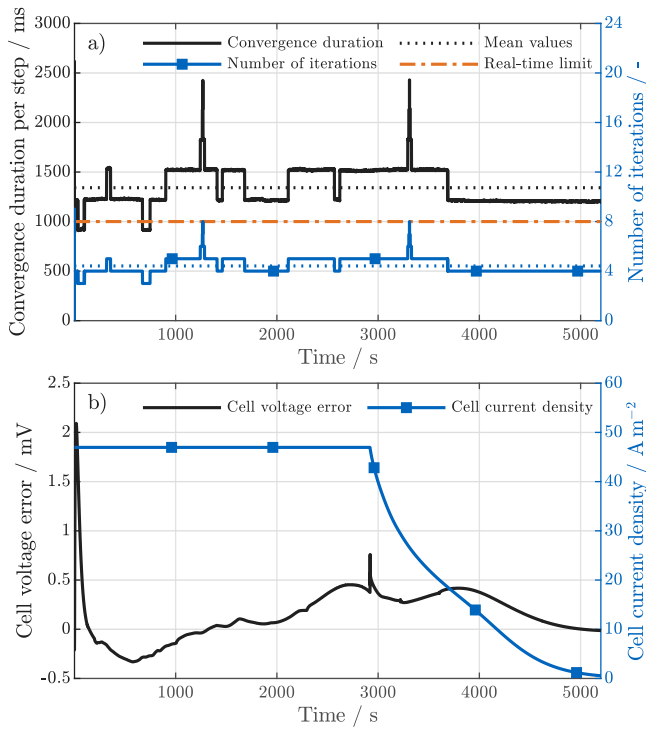 Convergence duration per step / ms
3000
2500
2000
1500
1000
500
0
a)
Convergence duration
Mean values
Number of iterations
Real-time limit
24
20
16
12
8
4
0
Number of iterations / -
1000 2000 3000 4000 5000
Time / s
Cell voltage error / mV
2.5
2
1.5
1
0.5
0
-0.5
b)
Cell voltage error
Cell current density
60
50
40
30
20
10
0
Cell current density / A m⁻²
1000 2000 3000 4000 5000
Time / s